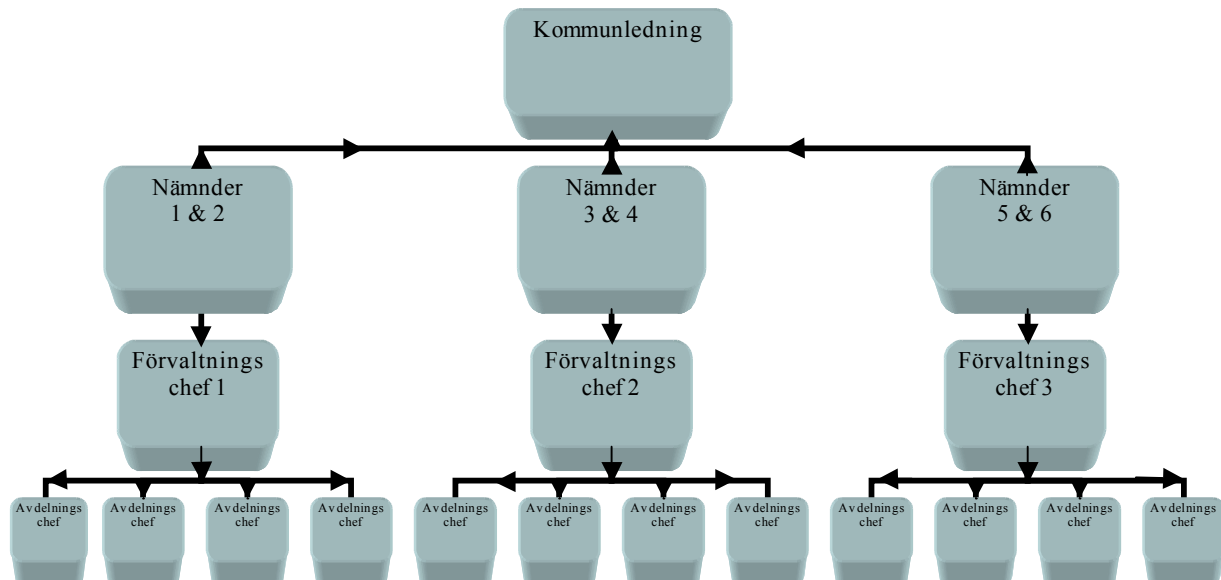 Kommunledning
Nämnder
1 & 2
Nämnder
3 & 4
Nämnder
5 & 6
Förvaltnings
chef 1
Förvaltnings
chef 2
Förvaltnings
chef 3
Avdelnings
chef
Avdelnings
chef
Avdelnings
chef
Avdelnings
chef
Avdelnings
chef
Avdelnings
chef
Avdelnings
chef
Avdelnings
chef
Avdelnings
chef
Avdelnings
chef
Avdelnings
chef
Avdelnings
chef